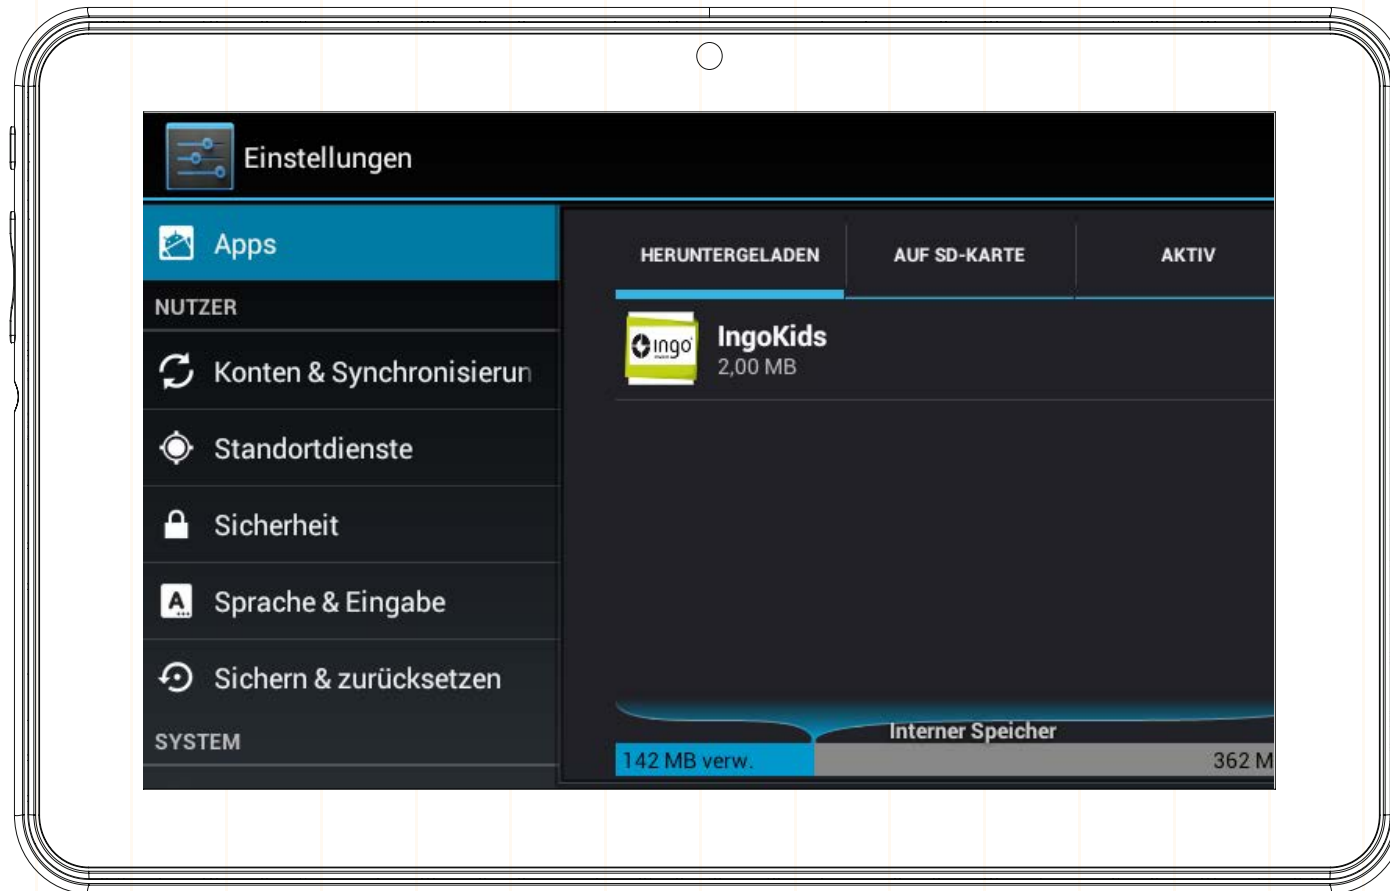 Einstellungen
Apps
NUTZER
Konten & Synchronisierun
Standortdienste
Sicherheit
Sprache & Eingabe
Sichern & zurücksetzen
SYSTEM
HERUNTERGELADEN
AUF SD-KARTE
AKTIV
ingo
IngoKids
2,00 MB
Interner Speicher
142 MB verw.
362 M